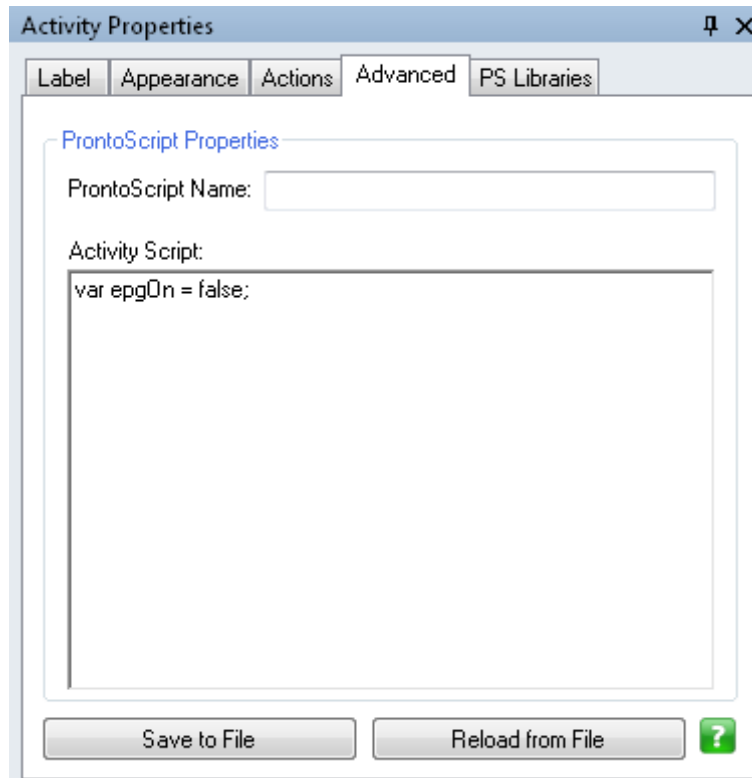 Activity Properties
Label Appearance Actions Advanced PS Libraries
ProntoScript Properties
ProntoScript Name:
Activity Script:
var epgOn = false;
Save to File Reload from File ?